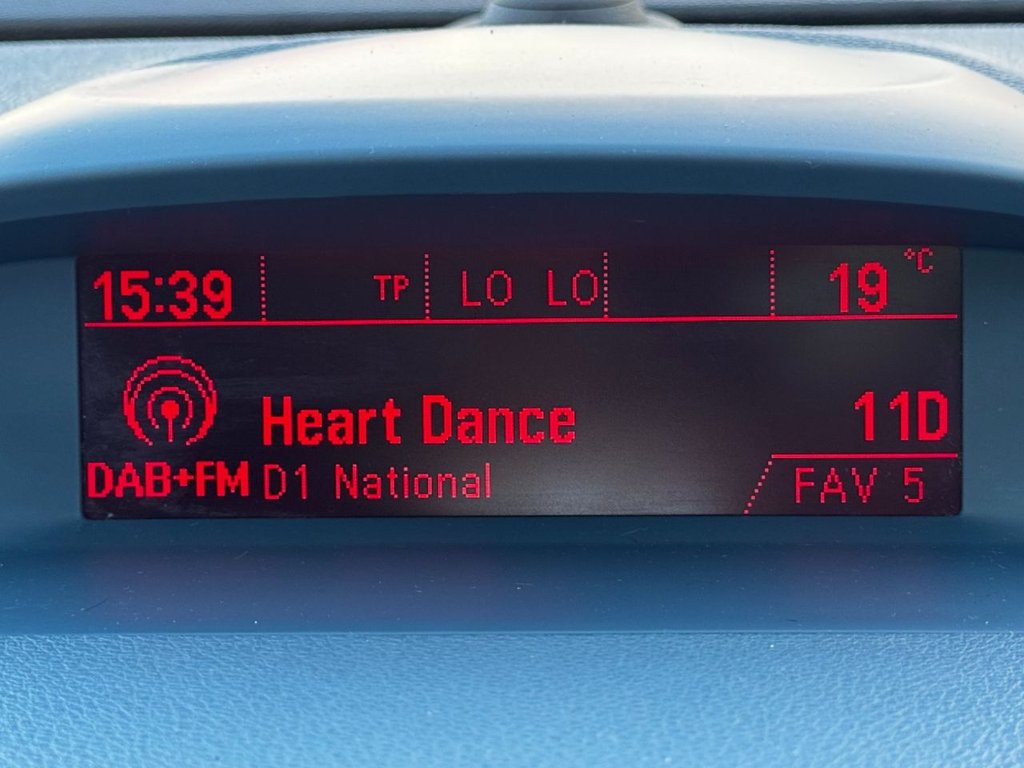 15:39 TP LO LO 19 °C
Heart Dance 11D
DAB+FM D1 National FAV 5